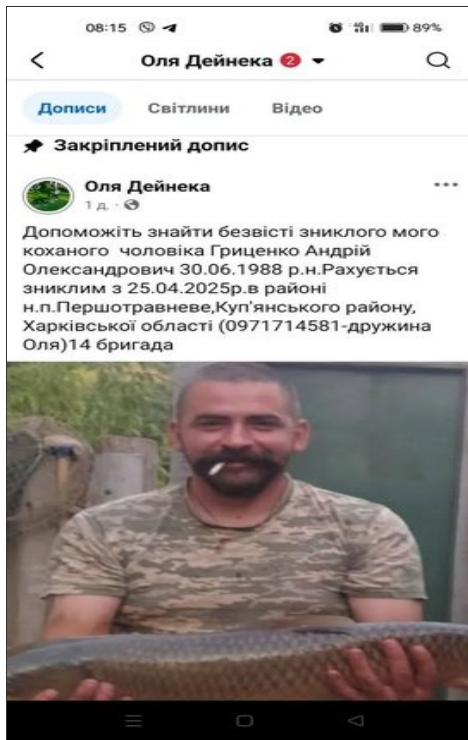 08:15 89%
Оля Дейнека 2
Дописи Світлини Відео
Закріплений допис
Оля Дейнека
1 д. ·
Допоможіть знайти безвісті зниклого мого
коханого чоловіка Гриценко Андрій
Олександрович 30.06.1988 р.н.Рахується
зниклим з 25.04.2025р.в районі
н.п.Першотравневе,Куп'янського району,
Харківської області (0971714581-дружина
Оля)14 бригада